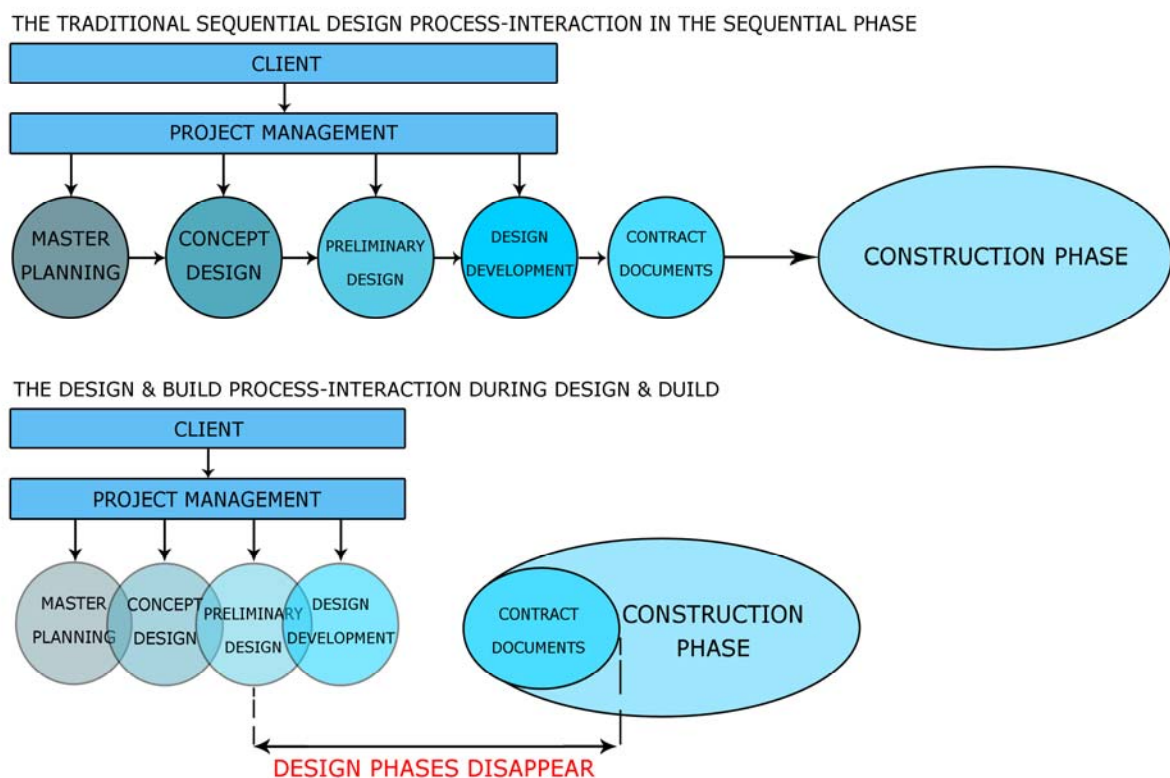 THE TRADITIONAL SEQUENTIAL DESIGN PROCESS-INTERACTION IN THE SEQUENTIAL PHASE
CLIENT
PROJECT MANAGEMENT
MASTER
PLANNING
CONCEPT
DESIGN
PRELIMINARY
DESIGN
DESIGN
DEVELOPMENT
CONTRACT
DOCUMENTS
CONSTRUCTION PHASE
THE DESIGN & BUILD PROCESS-INTERACTION DURING DESIGN & DUILD
CLIENT
PROJECT MANAGEMENT
MASTER
PLANNING
CONCEPT
DESIGN
PRELIMINARY
DESIGN
DESIGN
DEVELOPMENT
CONTRACT
DOCUMENTS
CONSTRUCTION
PHASE
DESIGN PHASES DISAPPEAR